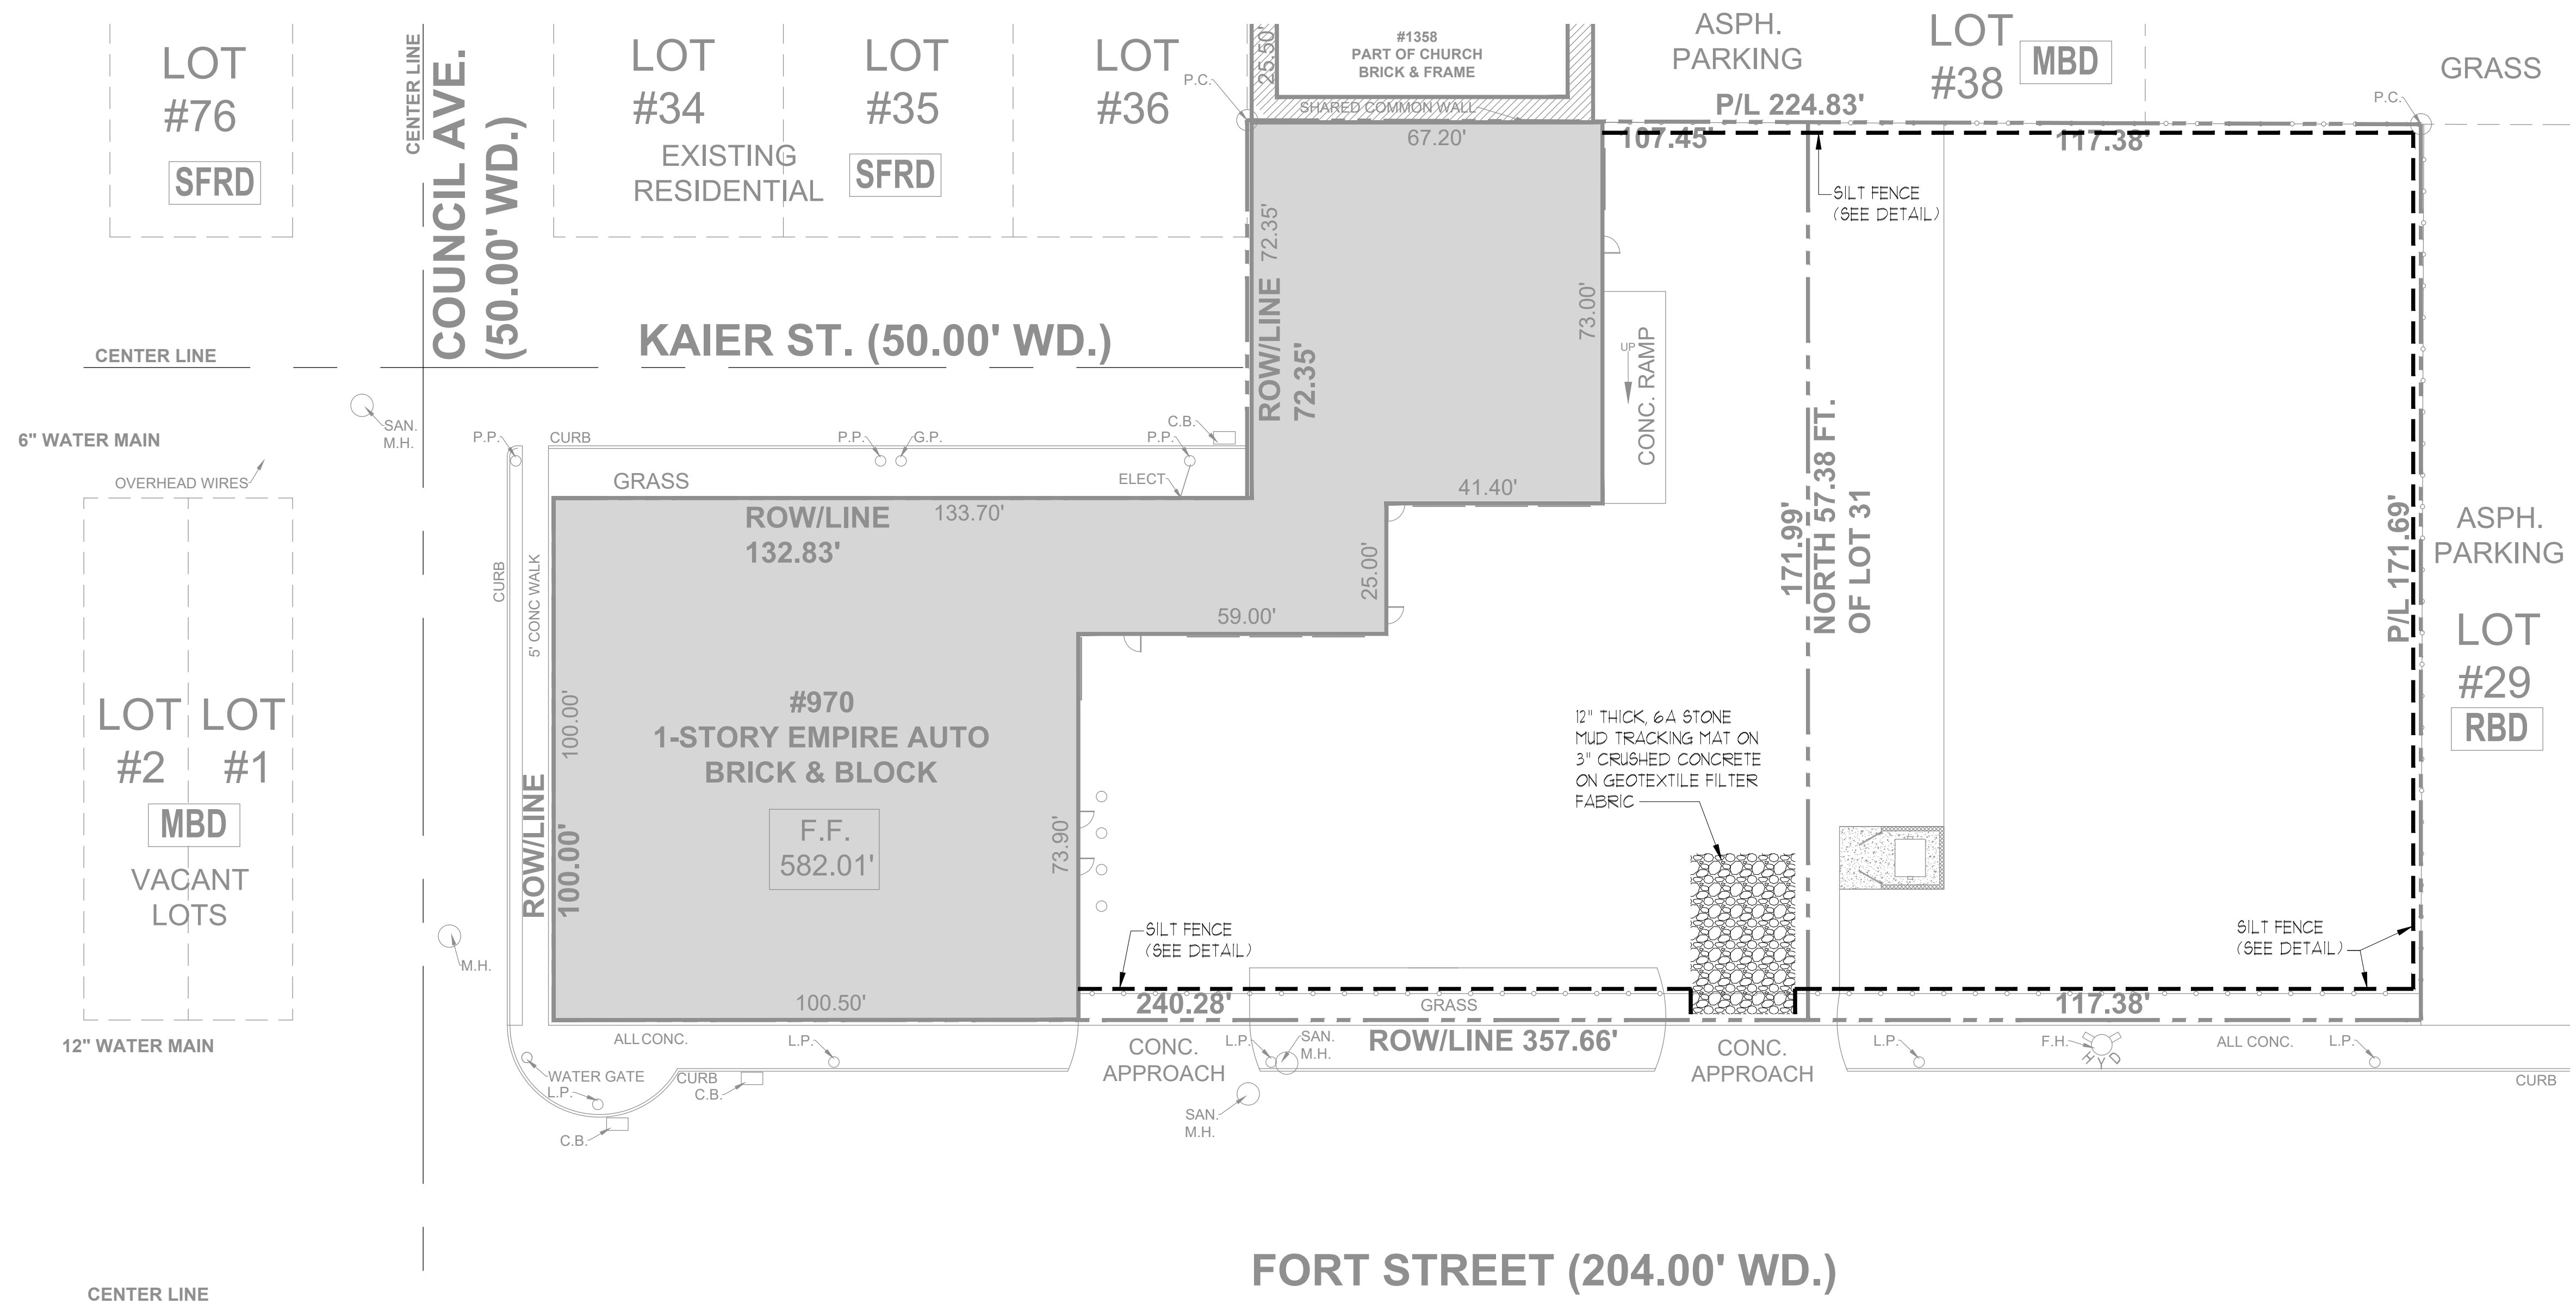 LOT
#76
SFRD
CENTER LINE
COUNCIL AVE.
(50.00' WD.)
LOT
#34
LOT
#35
LOT
#36
EXISTING
RESIDENTIAL
SFRD
P.C.
25.50'
#1358
PART OF CHURCH
BRICK & FRAME
SHARED COMMON WALL
ASPH.
PARKING
LOT
#38
MBD
GRASS
P.C.
P/L 224.83'
67.20'
107.45'
117.38'
SILT FENCE
(SEE DETAIL)
72.35'
ROW/LINE
72.35'
73.00'
UP
CONC. RAMP
KAIER ST. (50.00' WD.)
CENTER LINE
SAN.
M.H.
6" WATER MAIN
OVERHEAD WIRES
P.P.
CURB
P.P.
G.P.
P.P.
C.B.
GRASS
ELECT
ROW/LINE
132.83'
133.70'
41.40'
25.00'
59.00'
171.99'
NORTH 57.38 FT.
OF LOT 31
P/L 171.69'
ASPH.
PARKING
LOT
#29
RBD
CURB
5' CONC WALK
100.00'
ROW/LINE
100.00'
LOT
#2
LOT
#1
MBD
VACANT
LOTS
#970
1-STORY EMPIRE AUTO
BRICK & BLOCK
F.F.
582.01'
73.90'
12" THICK, 6A STONE
MUD TRACKING MAT ON
3" CRUSHED CONCRETE
ON GEOTEXTILE FILTER
FABRIC
SILT FENCE
(SEE DETAIL)
SILT FENCE
(SEE DETAIL)
M.H.
100.50'
240.28'
GRASS
117.38'
12" WATER MAIN
ALL CONC.
L.P.
CONC.
APPROACH
L.P.
SAN.
M.H.
ROW/LINE 357.66'
CONC.
APPROACH
L.P.
F.H.
HYD
ALL CONC.
L.P.
CURB
WATER GATE
L.P.
CURB
C.B.
C.B.
SAN.
M.H.
FORT STREET (204.00' WD.)
CENTER LINE